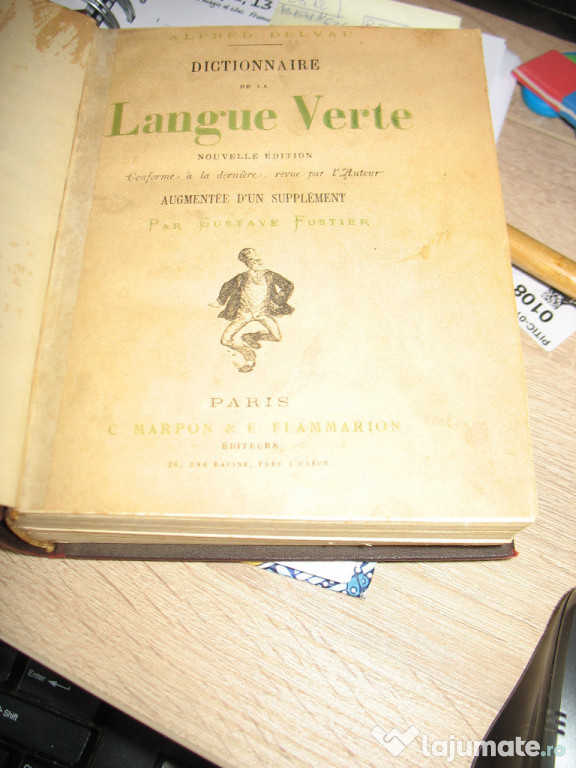 13
ALFRED DELVAU
DICTIONNAIRE
DE LA
Langue Verte
NOUVELLE ÉDITION
Conforme à la dernière, revue par l'Auteur
AUGMENTÉE D'UN SUPPLÉMENT
PAR GUSTAVE FUSTIER
PARIS
C. MARPON & E. FLAMMARION
ÉDITEURS
26, RUE RACINE, PRÈS L'ODÉON
0108
Enter
Shift
lajumate.ro